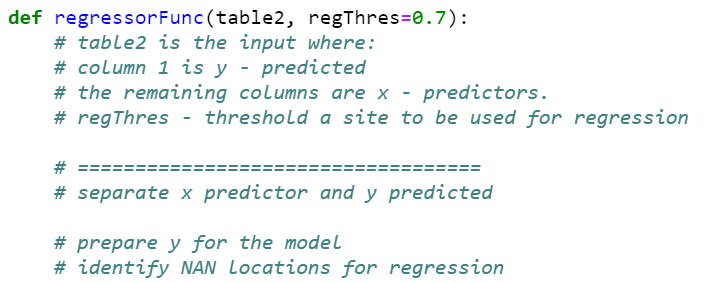 def regressorFunc(table2, regThres=0.7):
    # table2 is the input where:
    # column 1 is y - predicted
    # the remaining columns are x - predictors.
    # regThres - threshold a site to be used for regression
    # ===================================
    # separate x predictor and y predicted
    # prepare y for the model
    # identify NAN locations for regression